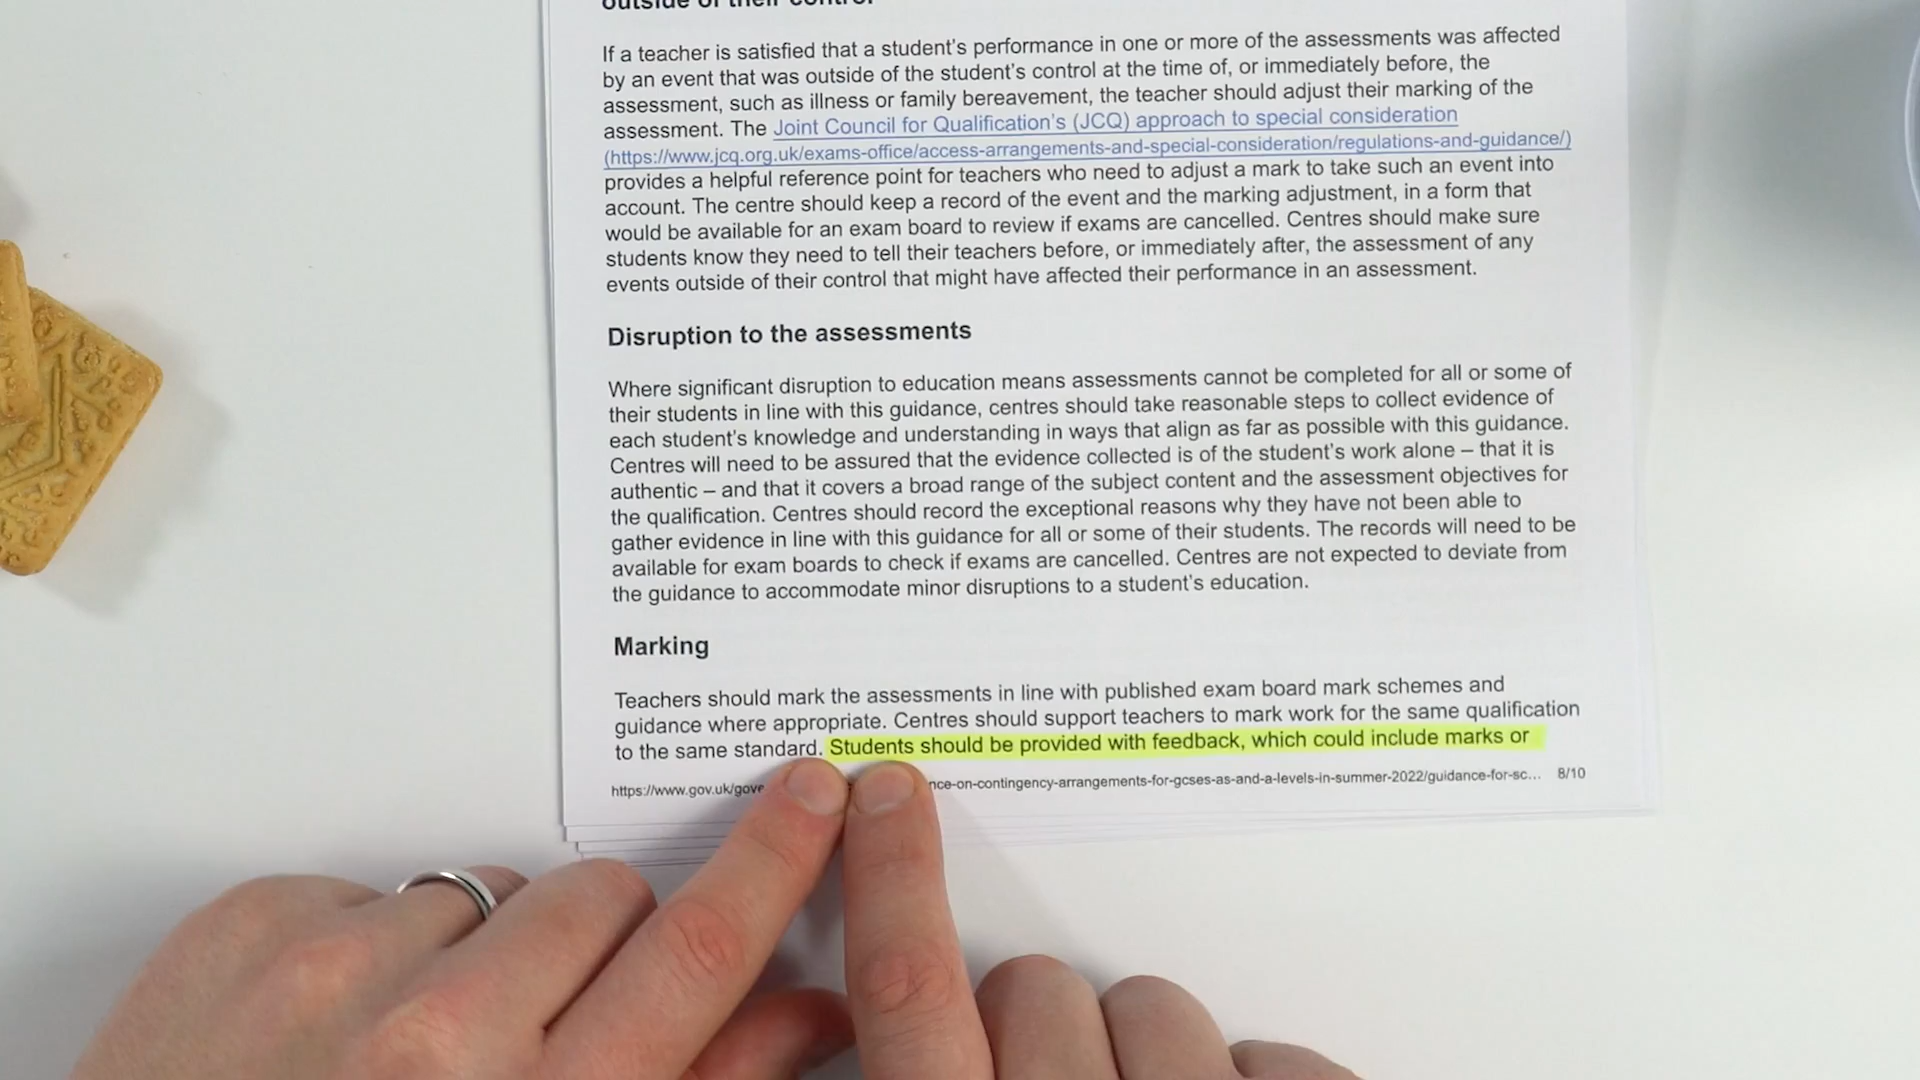 outside of their control
If a teacher is satisfied that a student's performance in one or more of the assessments was affected
by an event that was outside of the student's control at the time of, or immediately before, the
assessment, such as illness or family bereavement, the teacher should adjust their marking of the
assessment. The Joint Council for Qualification's (JCQ) approach to special consideration
(https://www.jcq.org.uk/exams-office/access-arrangements-and-special-consideration/regulations-and-guidance/)
provides a helpful reference point for teachers who need to adjust a mark to take such an event into
account. The centre should keep a record of the event and the marking adjustment, in a form that
would be available for an exam board to review if exams are cancelled. Centres should make sure
students know they need to tell their teachers before, or immediately after, the assessment of any
events outside of their control that might have affected their performance in an assessment.
Disruption to the assessments
Where significant disruption to education means assessments cannot be completed for all or some of
their students in line with this guidance, centres should take reasonable steps to collect evidence of
each student's knowledge and understanding in ways that align as far as possible with this guidance.
Centres will need to be assured that the evidence collected is of the student's work alone – that it is
authentic – and that it covers a broad range of the subject content and the assessment objectives for
the qualification. Centres should record the exceptional reasons why they have not been able to
gather evidence in line with this guidance for all or some of their students. The records will need to be
available for exam boards to check if exams are cancelled. Centres are not expected to deviate from
the guidance to accommodate minor disruptions to a student's education.
Marking
Teachers should mark the assessments in line with published exam board mark schemes and
guidance where appropriate. Centres should support teachers to mark work for the same qualification
to the same standard. Students should be provided with feedback, which could include marks or
https://www.gov.uk/gove nce-on-contingency-arrangements-for-gcses-as-and-a-levels-in-summer-2022/guidance-for-sc... 8/10